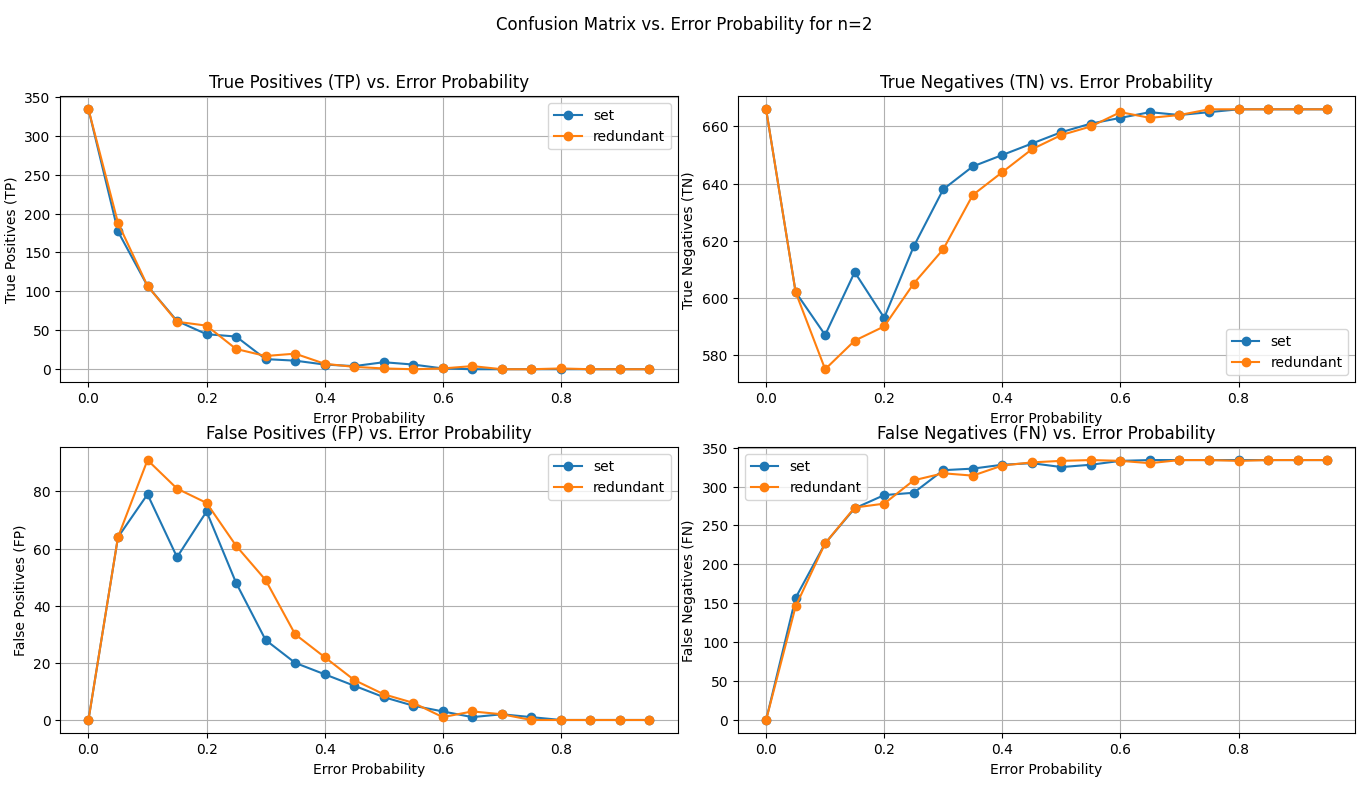 Confusion Matrix vs. Error Probability for n=2
True Positives (TP) vs. Error Probability
350
300
250
200
150
100
50
0
True Positives (TP)
0.0 0.2 0.4 0.6 0.8
Error Probability
set
redundant
True Negatives (TN) vs. Error Probability
660
640
620
600
580
True Negatives (TN)
0.0 0.2 0.4 0.6 0.8
Error Probability
set
redundant
False Positives (FP) vs. Error Probability
80
60
40
20
0
False Positives (FP)
0.0 0.2 0.4 0.6 0.8
Error Probability
set
redundant
False Negatives (FN) vs. Error Probability
350
300
250
200
150
100
50
0
False Negatives (FN)
0.0 0.2 0.4 0.6 0.8
Error Probability
set
redundant